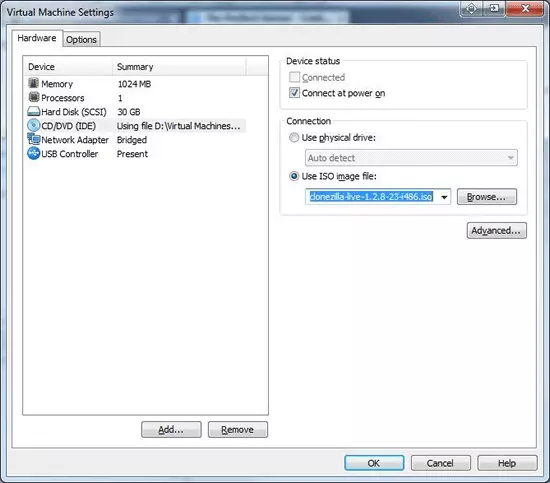 Virtual Machine Settings
Hardware
Options
Device
Summary
Memory
1024 MB
Processors
1
Hard Disk (SCSI)
30 GB
CD/DVD (IDE)
Using file D:\Virtual Machines...
Network Adapter
Bridged
USB Controller
Present
Add...
Remove
Device status
Connected
Connect at power on
Connection
Use physical drive:
Auto detect
Use ISO image file:
clonezilla-live-1.2.8-23-i486.iso
Browse...
Advanced...
OK
Cancel
Help